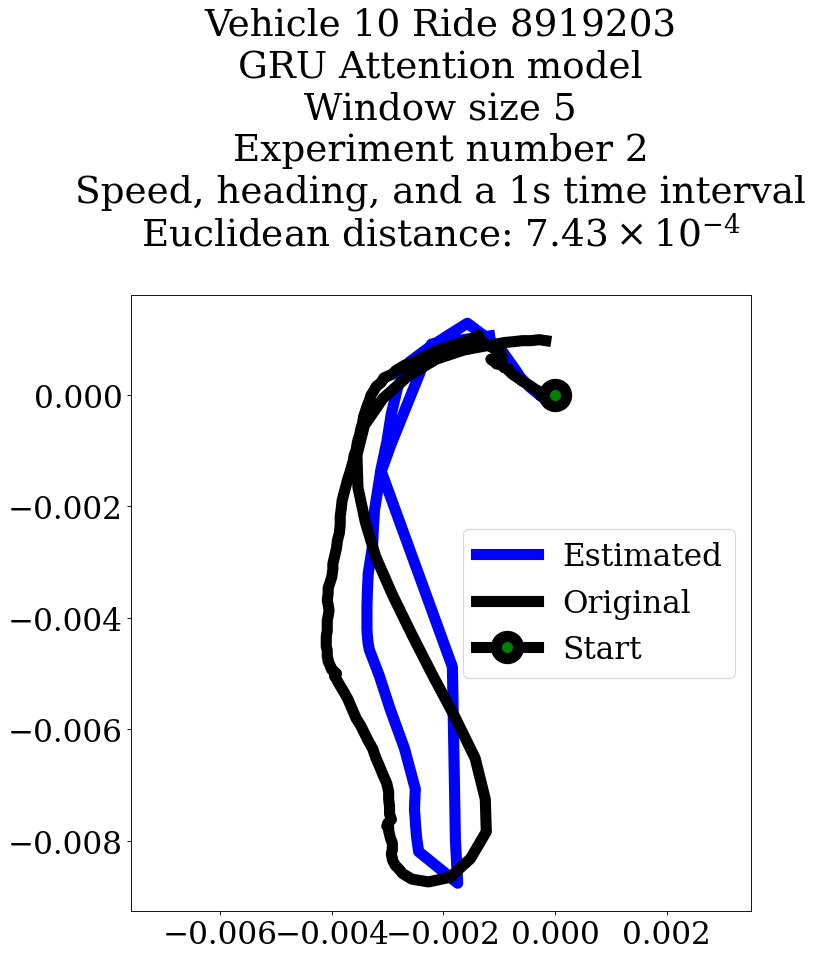 Vehicle 10 Ride 8919203
GRU Attention model
Window size 5
Experiment number 2
Speed, heading, and a 1s time interval
Euclidean distance: 7.43 × 10⁻⁴
0.000
−0.002
−0.004
−0.006
−0.008
Estimated
Original
Start
−0.006
−0.004
−0.002
0.000
0.002